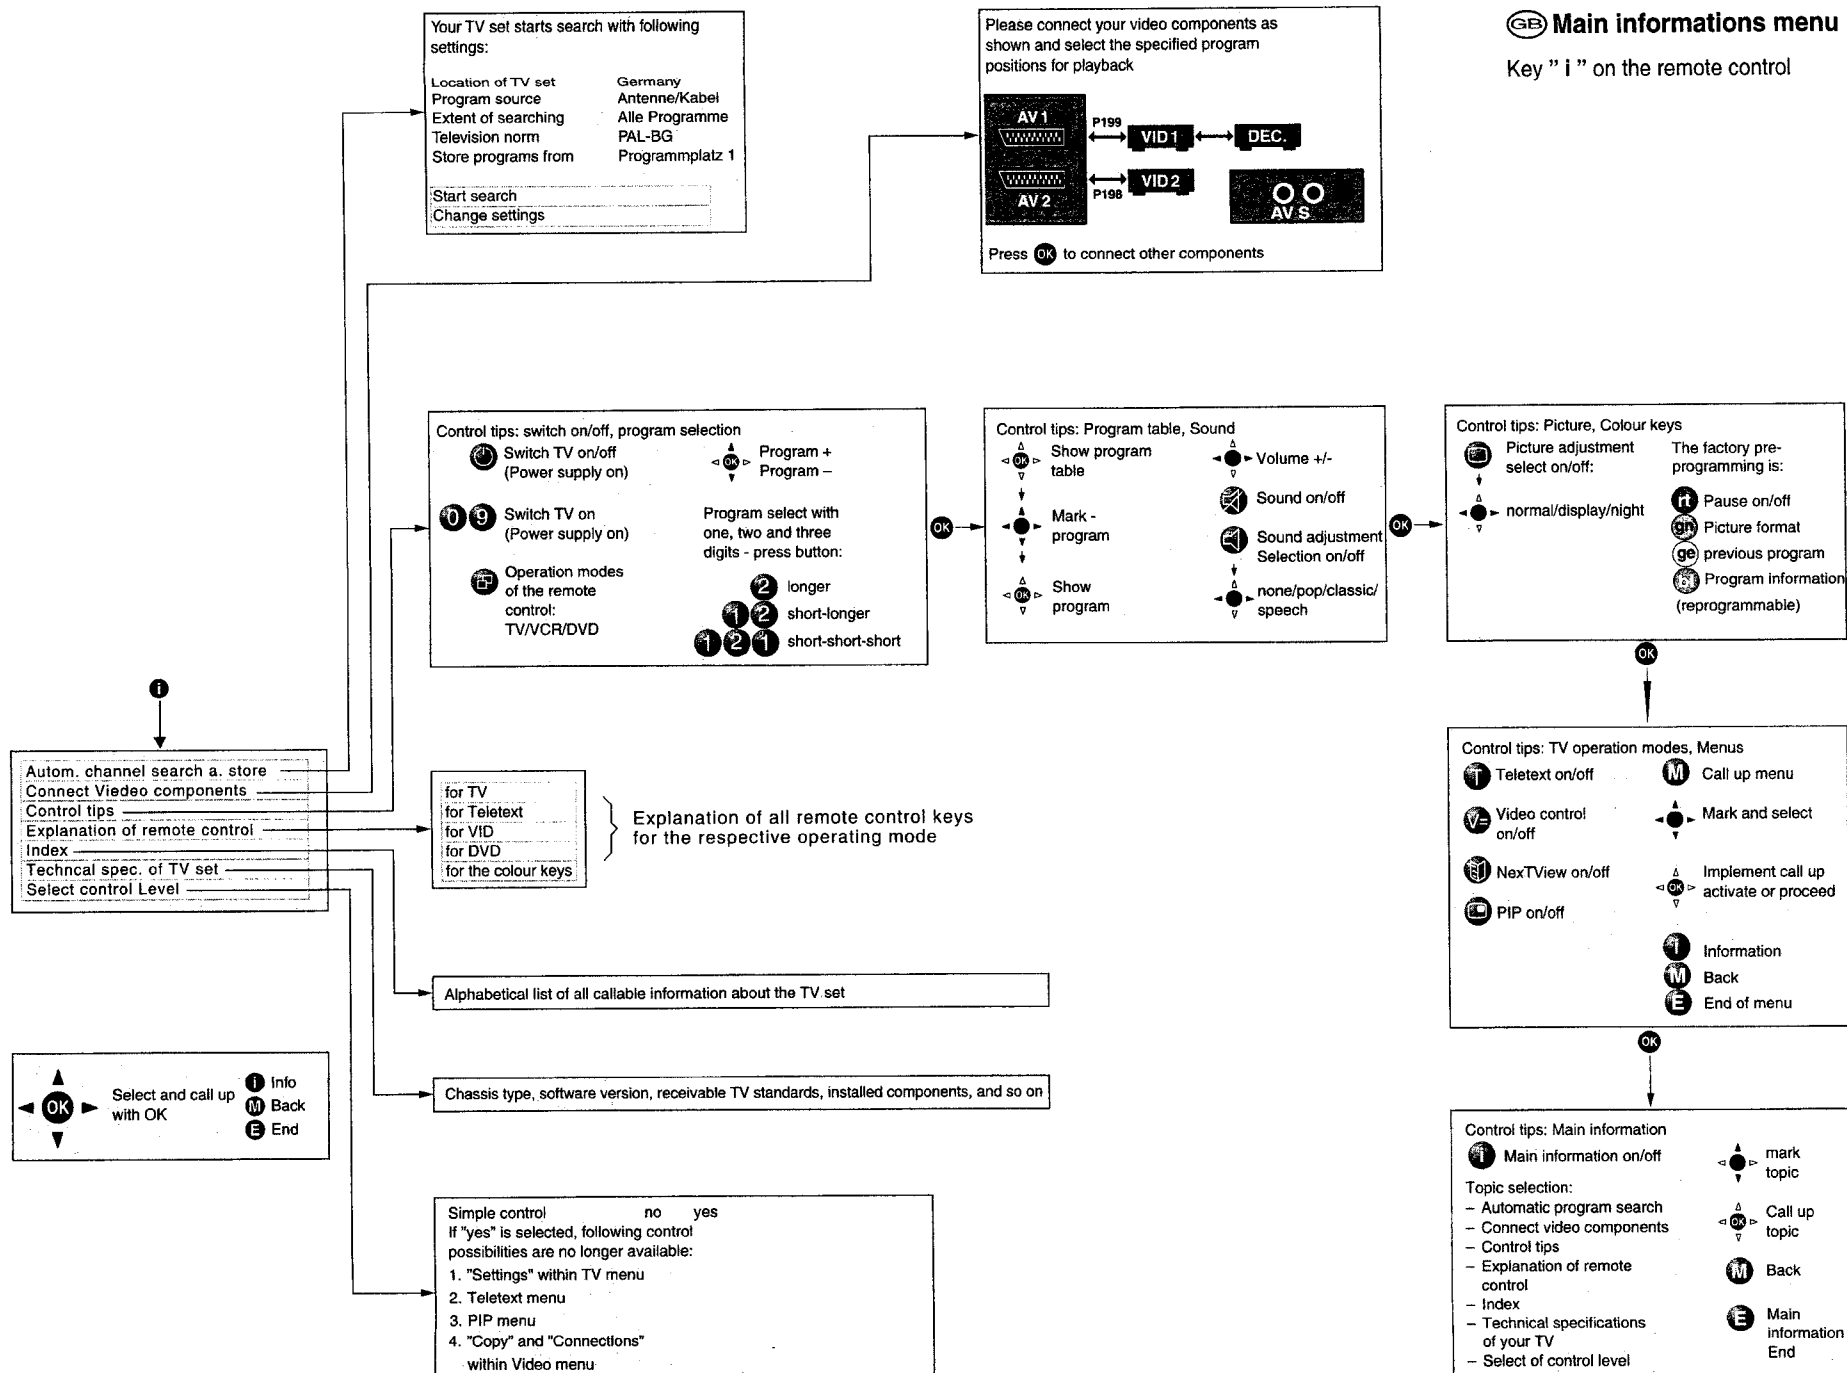 GB Main informations menu
Key " i " on the remote control
Your TV set starts search with following
settings:
Location of TV set Germany
Program source Antenne/Kabel
Extent of searching Alle Programme
Television norm PAL-BG
Store programs from Programmplatz 1
Start search
Change settings
Please connect your video components as
shown and select the specified program
positions for playback
AV 1
P199
VID 1
DEC.
P198
VID 2
AV 2
AV S
Press OK to connect other components
Control tips: switch on/off, program selection
Switch TV on/off
(Power supply on)
0 9 Switch TV on
(Power supply on)
Operation modes
of the remote
control:
TV/VCR/DVD
OK Program +
Program –
Program select with
one, two and three
digits - press button:
2 longer
1 2 short-longer
1 2 1 short-short-short
OK
Control tips: Program table, Sound
OK Show program
table
Mark -
program
OK Show
program
Volume +/-
Sound on/off
Sound adjustment
Selection on/off
none/pop/classic/
speech
OK
Control tips: Picture, Colour keys
Picture adjustment
select on/off:
normal/display/night
The factory pre-
programming is:
rt Pause on/off
gn Picture format
ge previous program
bl Program information
(reprogrammable)
OK
Control tips: TV operation modes, Menus
T Teletext on/off
V= Video control
on/off
NexTView on/off
PIP on/off
M Call up menu
Mark and select
OK Implement call up
activate or proceed
i Information
M Back
E End of menu
OK
Control tips: Main information
i Main information on/off
Topic selection:
– Automatic program search
– Connect video components
– Control tips
– Explanation of remote
control
– Index
– Technical specifications
of your TV
– Select of control level
mark
topic
OK Call up
topic
M Back
E Main
information
End
i
Autom. channel search a. store
Connect Viedeo components
Control tips
Explanation of remote control
Index
Techncal spec. of TV set
Select control Level
for TV
for Teletext
for VID
for DVD
for the colour keys
Explanation of all remote control keys
for the respective operating mode
Alphabetical list of all callable information about the TV set
Chassis type, software version, receivable TV standards, installed components, and so on
OK
Select and call up
with OK
i Info
M Back
E End
Simple control no yes
If "yes" is selected, following control
possibilities are no longer available:
1. "Settings" within TV menu
2. Teletext menu
3. PIP menu
4. "Copy" and "Connections"
within Video menu